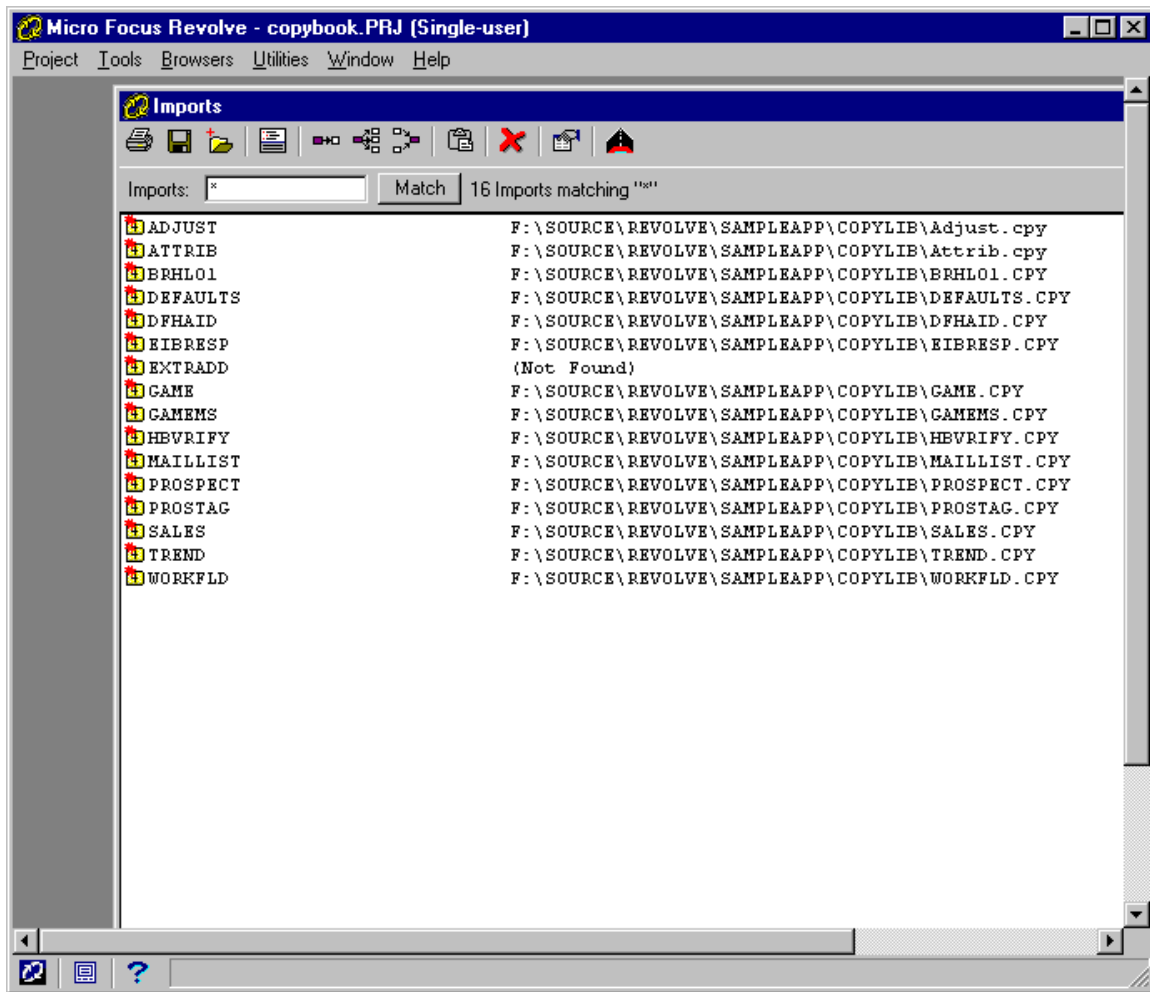 Micro Focus Revolve - copybook.PRJ (Single-user)
Project Tools Browsers Utilities Window Help
Imports
Imports: * Match 16 Imports matching "*"
ADJUST F:\SOURCE\REVOLVE\SAMPLEAPP\COPYLIB\Adjust.cpy
ATTRIB F:\SOURCE\REVOLVE\SAMPLEAPP\COPYLIB\Attrib.cpy
BRHL01 F:\SOURCE\REVOLVE\SAMPLEAPP\COPYLIB\BRHL01.CPY
DEFAULTS F:\SOURCE\REVOLVE\SAMPLEAPP\COPYLIB\DEFAULTS.CPY
DFHAID F:\SOURCE\REVOLVE\SAMPLEAPP\COPYLIB\DFHAID.CPY
EIBRESP F:\SOURCE\REVOLVE\SAMPLEAPP\COPYLIB\EIBRESP.CPY
EXTRADD (Not Found)
GAME F:\SOURCE\REVOLVE\SAMPLEAPP\COPYLIB\GAME.CPY
GAMEMS F:\SOURCE\REVOLVE\SAMPLEAPP\COPYLIB\GAMEMS.CPY
HBVRIFY F:\SOURCE\REVOLVE\SAMPLEAPP\COPYLIB\HBVRIFY.CPY
MAILLIST F:\SOURCE\REVOLVE\SAMPLEAPP\COPYLIB\MAILLIST.CPY
PROSPECT F:\SOURCE\REVOLVE\SAMPLEAPP\COPYLIB\PROSPECT.CPY
PROSTAG F:\SOURCE\REVOLVE\SAMPLEAPP\COPYLIB\PROSTAG.CPY
SALES F:\SOURCE\REVOLVE\SAMPLEAPP\COPYLIB\SALES.CPY
TREND F:\SOURCE\REVOLVE\SAMPLEAPP\COPYLIB\TREND.CPY
WORKFLD F:\SOURCE\REVOLVE\SAMPLEAPP\COPYLIB\WORKFLD.CPY